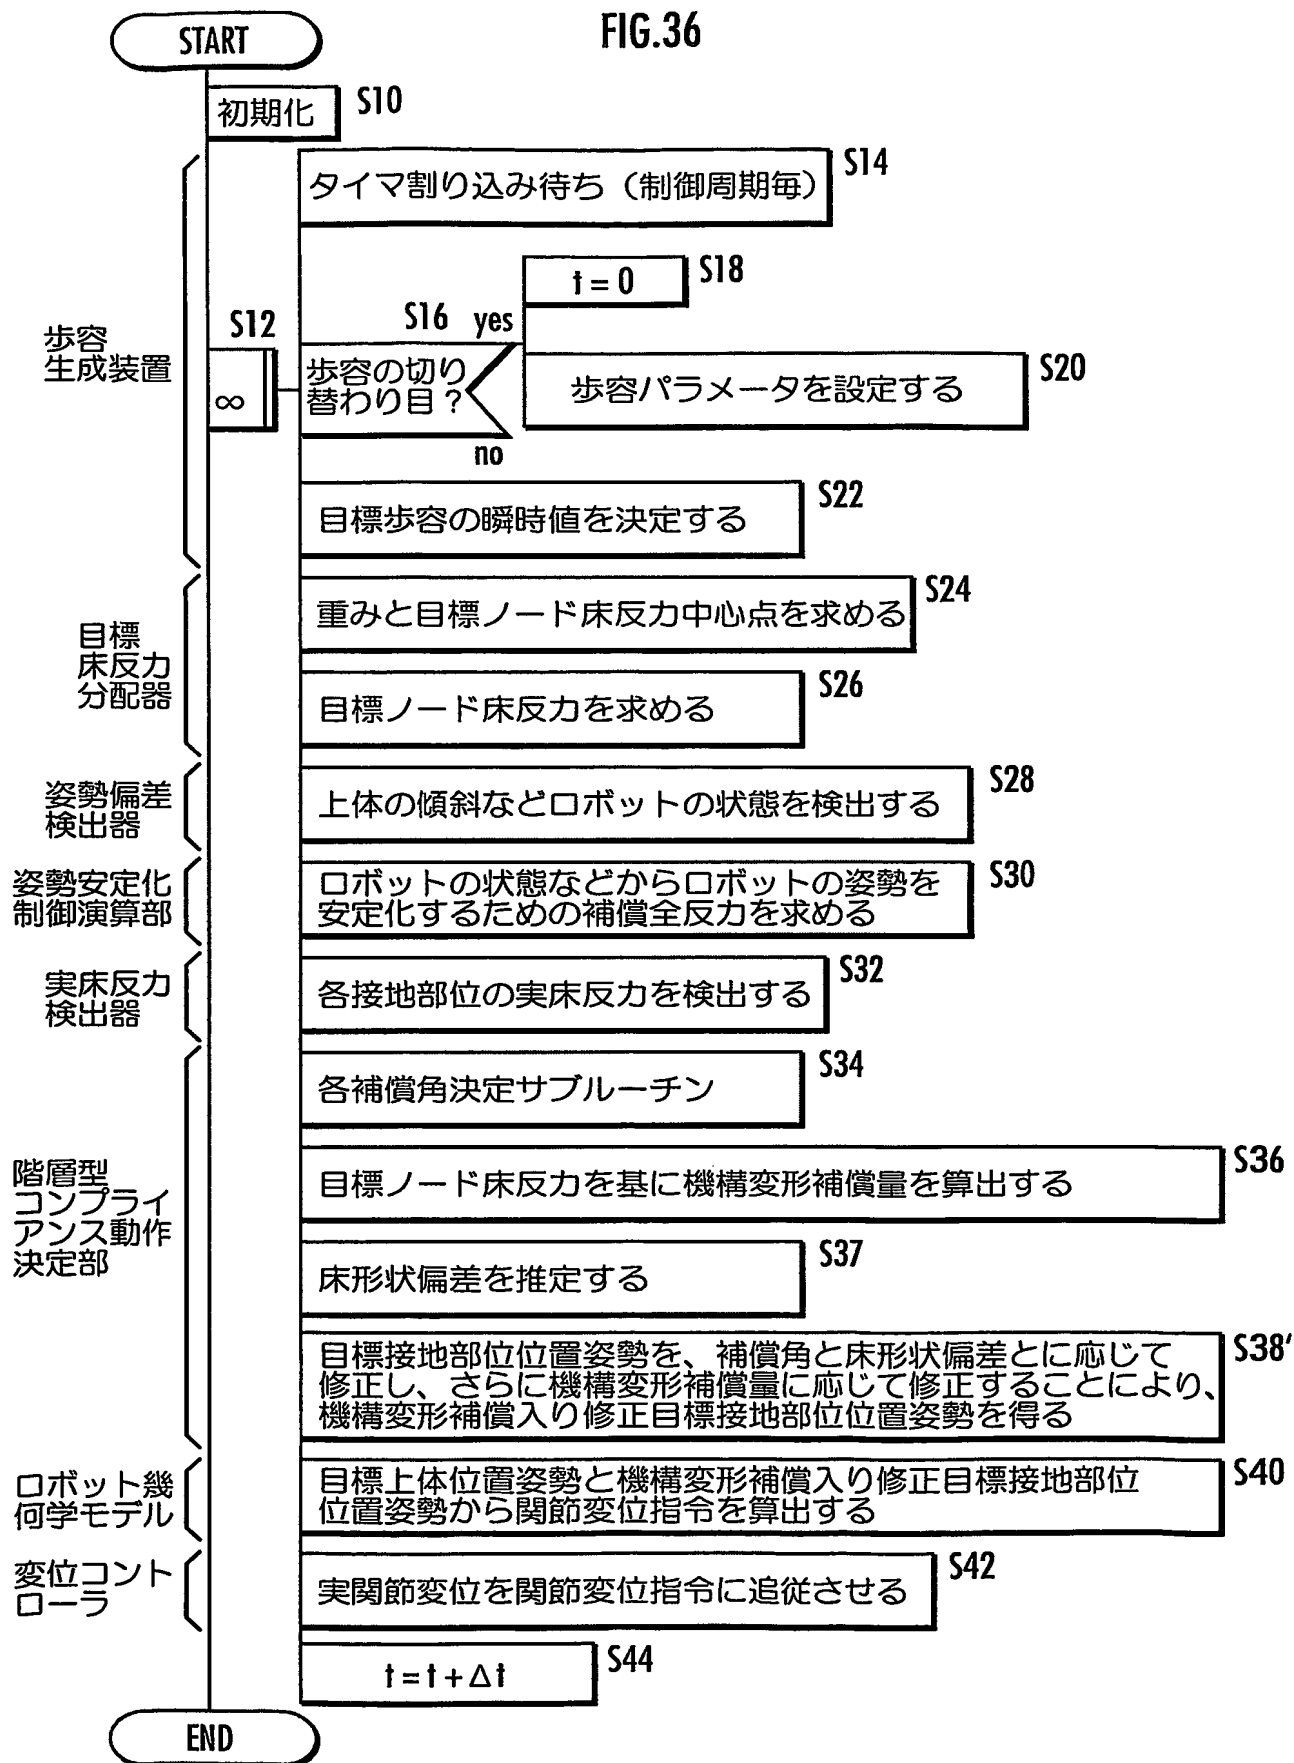 FIG.36
START
初期化
S10
タイマ割り込み待ち（制御周期毎）
S14
t = 0
S18
S12
∞
S16
yes
歩容の切り
替わり目？
no
歩容パラメータを設定する
S20
歩容
生成装置
目標歩容の瞬時値を決定する
S22
目標
床反力
分配器
重みと目標ノード床反力中心点を求める
S24
目標ノード床反力を求める
S26
姿勢偏差
検出器
上体の傾斜などロボットの状態を検出する
S28
姿勢安定化
制御演算部
ロボットの状態などからロボットの姿勢を
安定化するための補償全反力を求める
S30
実床反力
検出器
各接地部位の実床反力を検出する
S32
階層型
コンプライ
アンス動作
決定部
各補償角決定サブルーチン
S34
目標ノード床反力を基に機構変形補償量を算出する
S36
床形状偏差を推定する
S37
目標接地部位位置姿勢を、補償角と床形状偏差とに応じて
修正し、さらに機構変形補償量に応じて修正することにより、
機構変形補償入り修正目標接地部位位置姿勢を得る
S38'
ロボット幾
何学モデル
目標上体位置姿勢と機構変形補償入り修正目標接地部位
位置姿勢から関節変位指令を算出する
S40
変位コント
ローラ
実関節変位を関節変位指令に追従させる
S42
t = t + Δt
S44
END